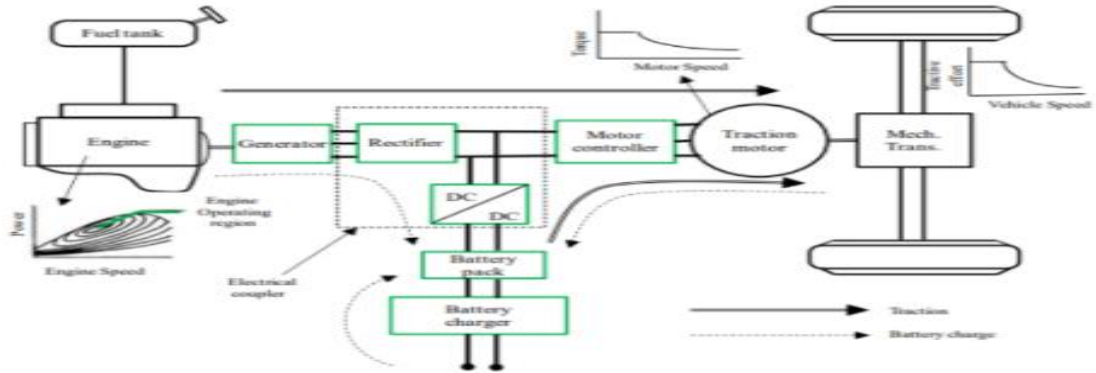 Fuel tank
Torque
Motor Speed
Tractive
effort
Vehicle Speed
Engine
Generator
Rectifier
Motor
controller
Traction
motor
Mech.
Trans.
DC
DC
Engine
Operating
region
Power
Engine Speed
Electrical
coupler
Battery
pack
Battery
charger
Traction
Battery charge